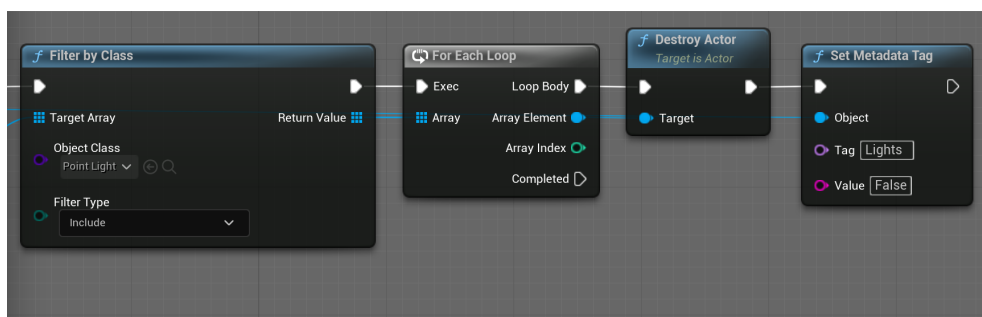 f Filter by Class
Target Array Return Value
Object Class
Point Light
Filter Type
Include
For Each Loop
Exec Loop Body
Array Array Element
Array Index
Completed
f Destroy Actor
Target is Actor
Target
f Set Metadata Tag
Object
Tag Lights
Value False